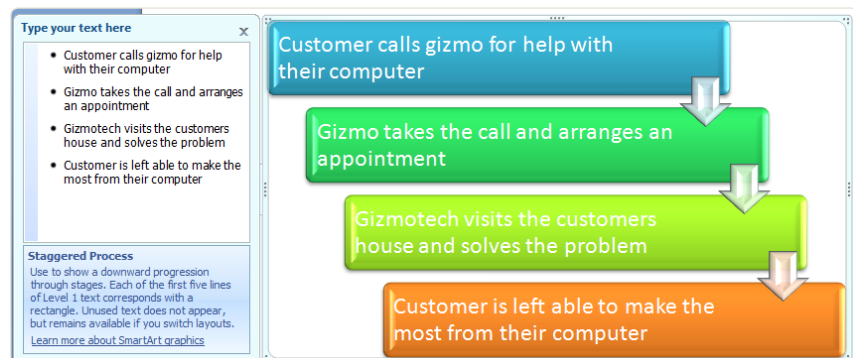 Type your text here
x
• Customer calls gizmo for help
with their computer
• Gizmo takes the call and arranges
an appointment
• Gizmotech visits the customers
house and solves the problem
• Customer is left able to make the
most from their computer
Staggered Process
Use to show a downward progression
through stages. Each of the first five lines
of Level 1 text corresponds with a
rectangle. Unused text does not appear,
but remains available if you switch layouts.
Learn more about SmartArt graphics
Customer calls gizmo for help with
their computer
Gizmo takes the call and arranges an
appointment
Gizmotech visits the customers
house and solves the problem
Customer is left able to make the
most from their computer